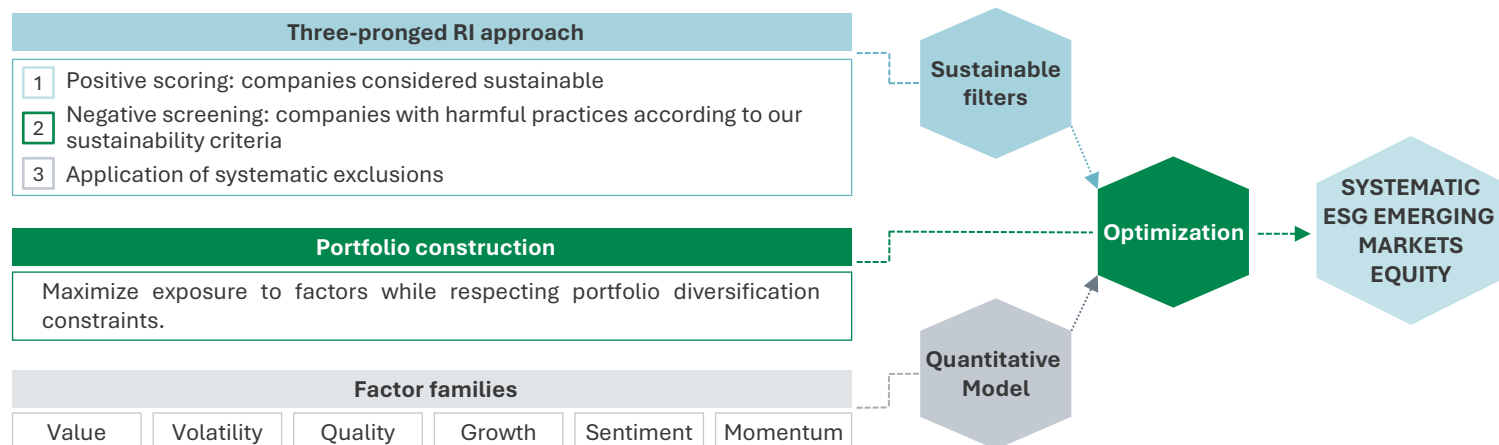 Three-pronged RI approach
1 Positive scoring: companies considered sustainable
2 Negative screening: companies with harmful practices according to our
sustainability criteria
3 Application of systematic exclusions
Portfolio construction
Maximize exposure to factors while respecting portfolio diversification
constraints.
Factor families
Value Volatility Quality Growth Sentiment Momentum
Sustainable
filters
Optimization
Quantitative
Model
SYSTEMATIC
ESG EMERGING
MARKETS
EQUITY